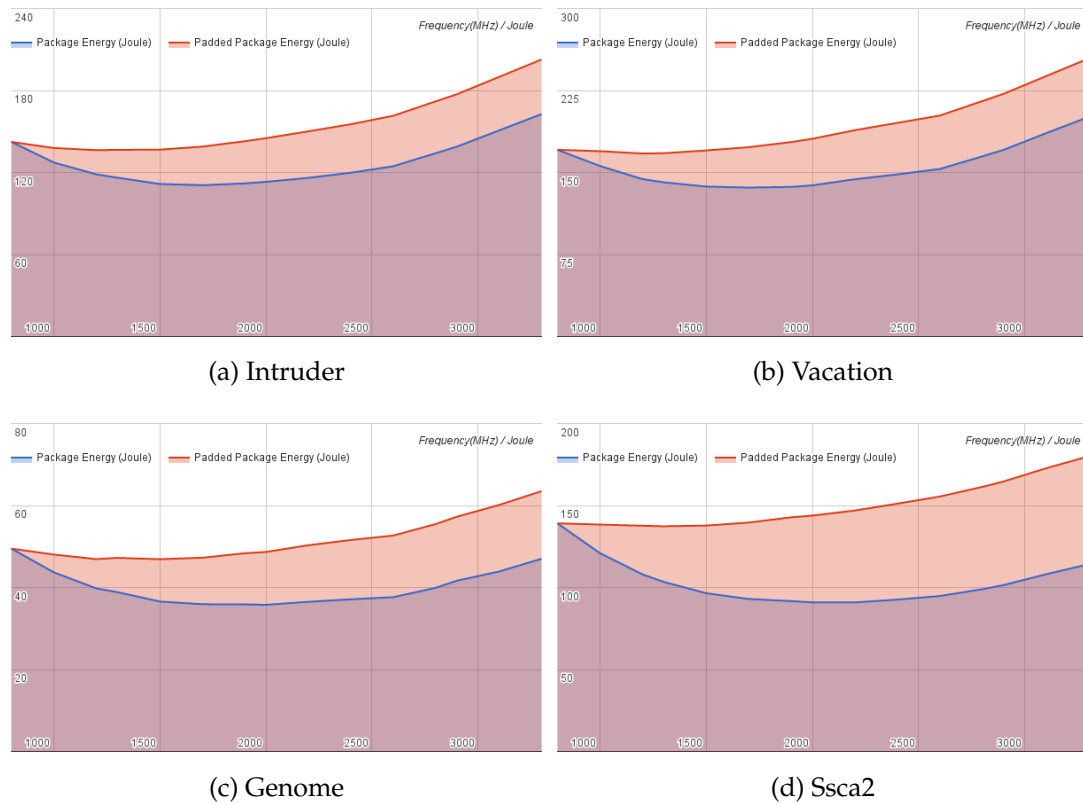 240
Frequency(MHz) / Joule
Package Energy (Joule) Padded Package Energy (Joule)
180
120
60
1000 1500 2000 2500 3000
(a) Intruder
300
Frequency(MHz) / Joule
Package Energy (Joule) Padded Package Energy (Joule)
225
150
75
1000 1500 2000 2500 3000
(b) Vacation
80
Frequency(MHz) / Joule
Package Energy (Joule) Padded Package Energy (Joule)
60
40
20
1000 1500 2000 2500 3000
(c) Genome
200
Frequency(MHz) / Joule
Package Energy (Joule) Padded Package Energy (Joule)
150
100
50
1000 1500 2000 2500 3000
(d) Ssca2